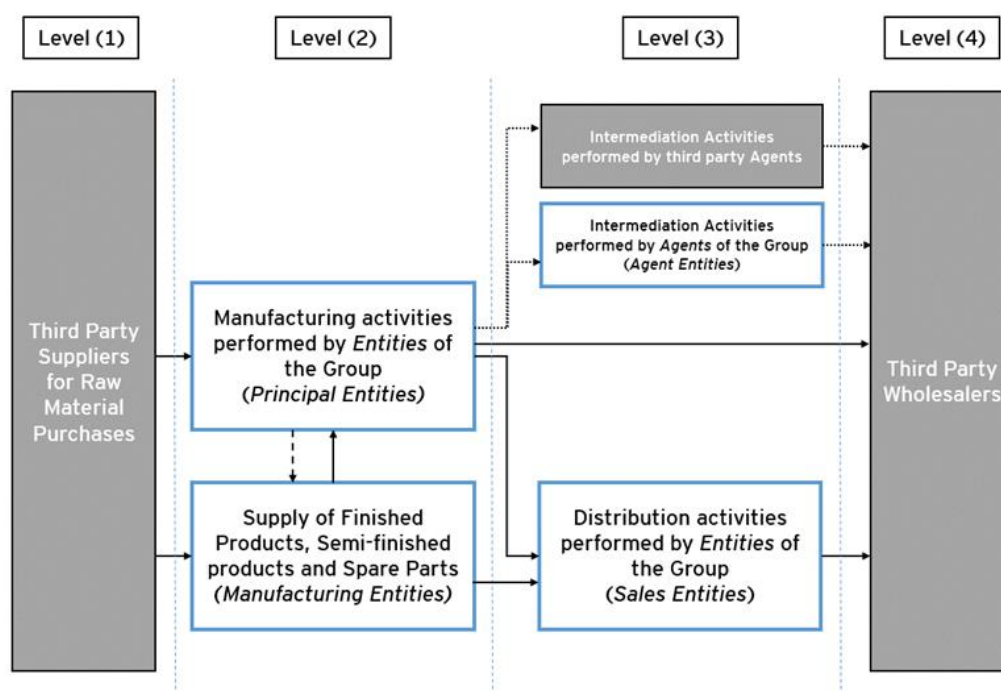 Level (1)
Level (2)
Level (3)
Level (4)
Third Party
Suppliers
for Raw
Material
Purchases
Manufacturing activities
performed by Entities of
the Group
(Principal Entities)
Supply of Finished
Products, Semi-finished
products and Spare Parts
(Manufacturing Entities)
Intermediation Activities
performed by third party Agents
Intermediation Activities
performed by Agents of the Group
(Agent Entities)
Distribution activities
performed by Entities of
the Group
(Sales Entities)
Third Party
Wholesalers